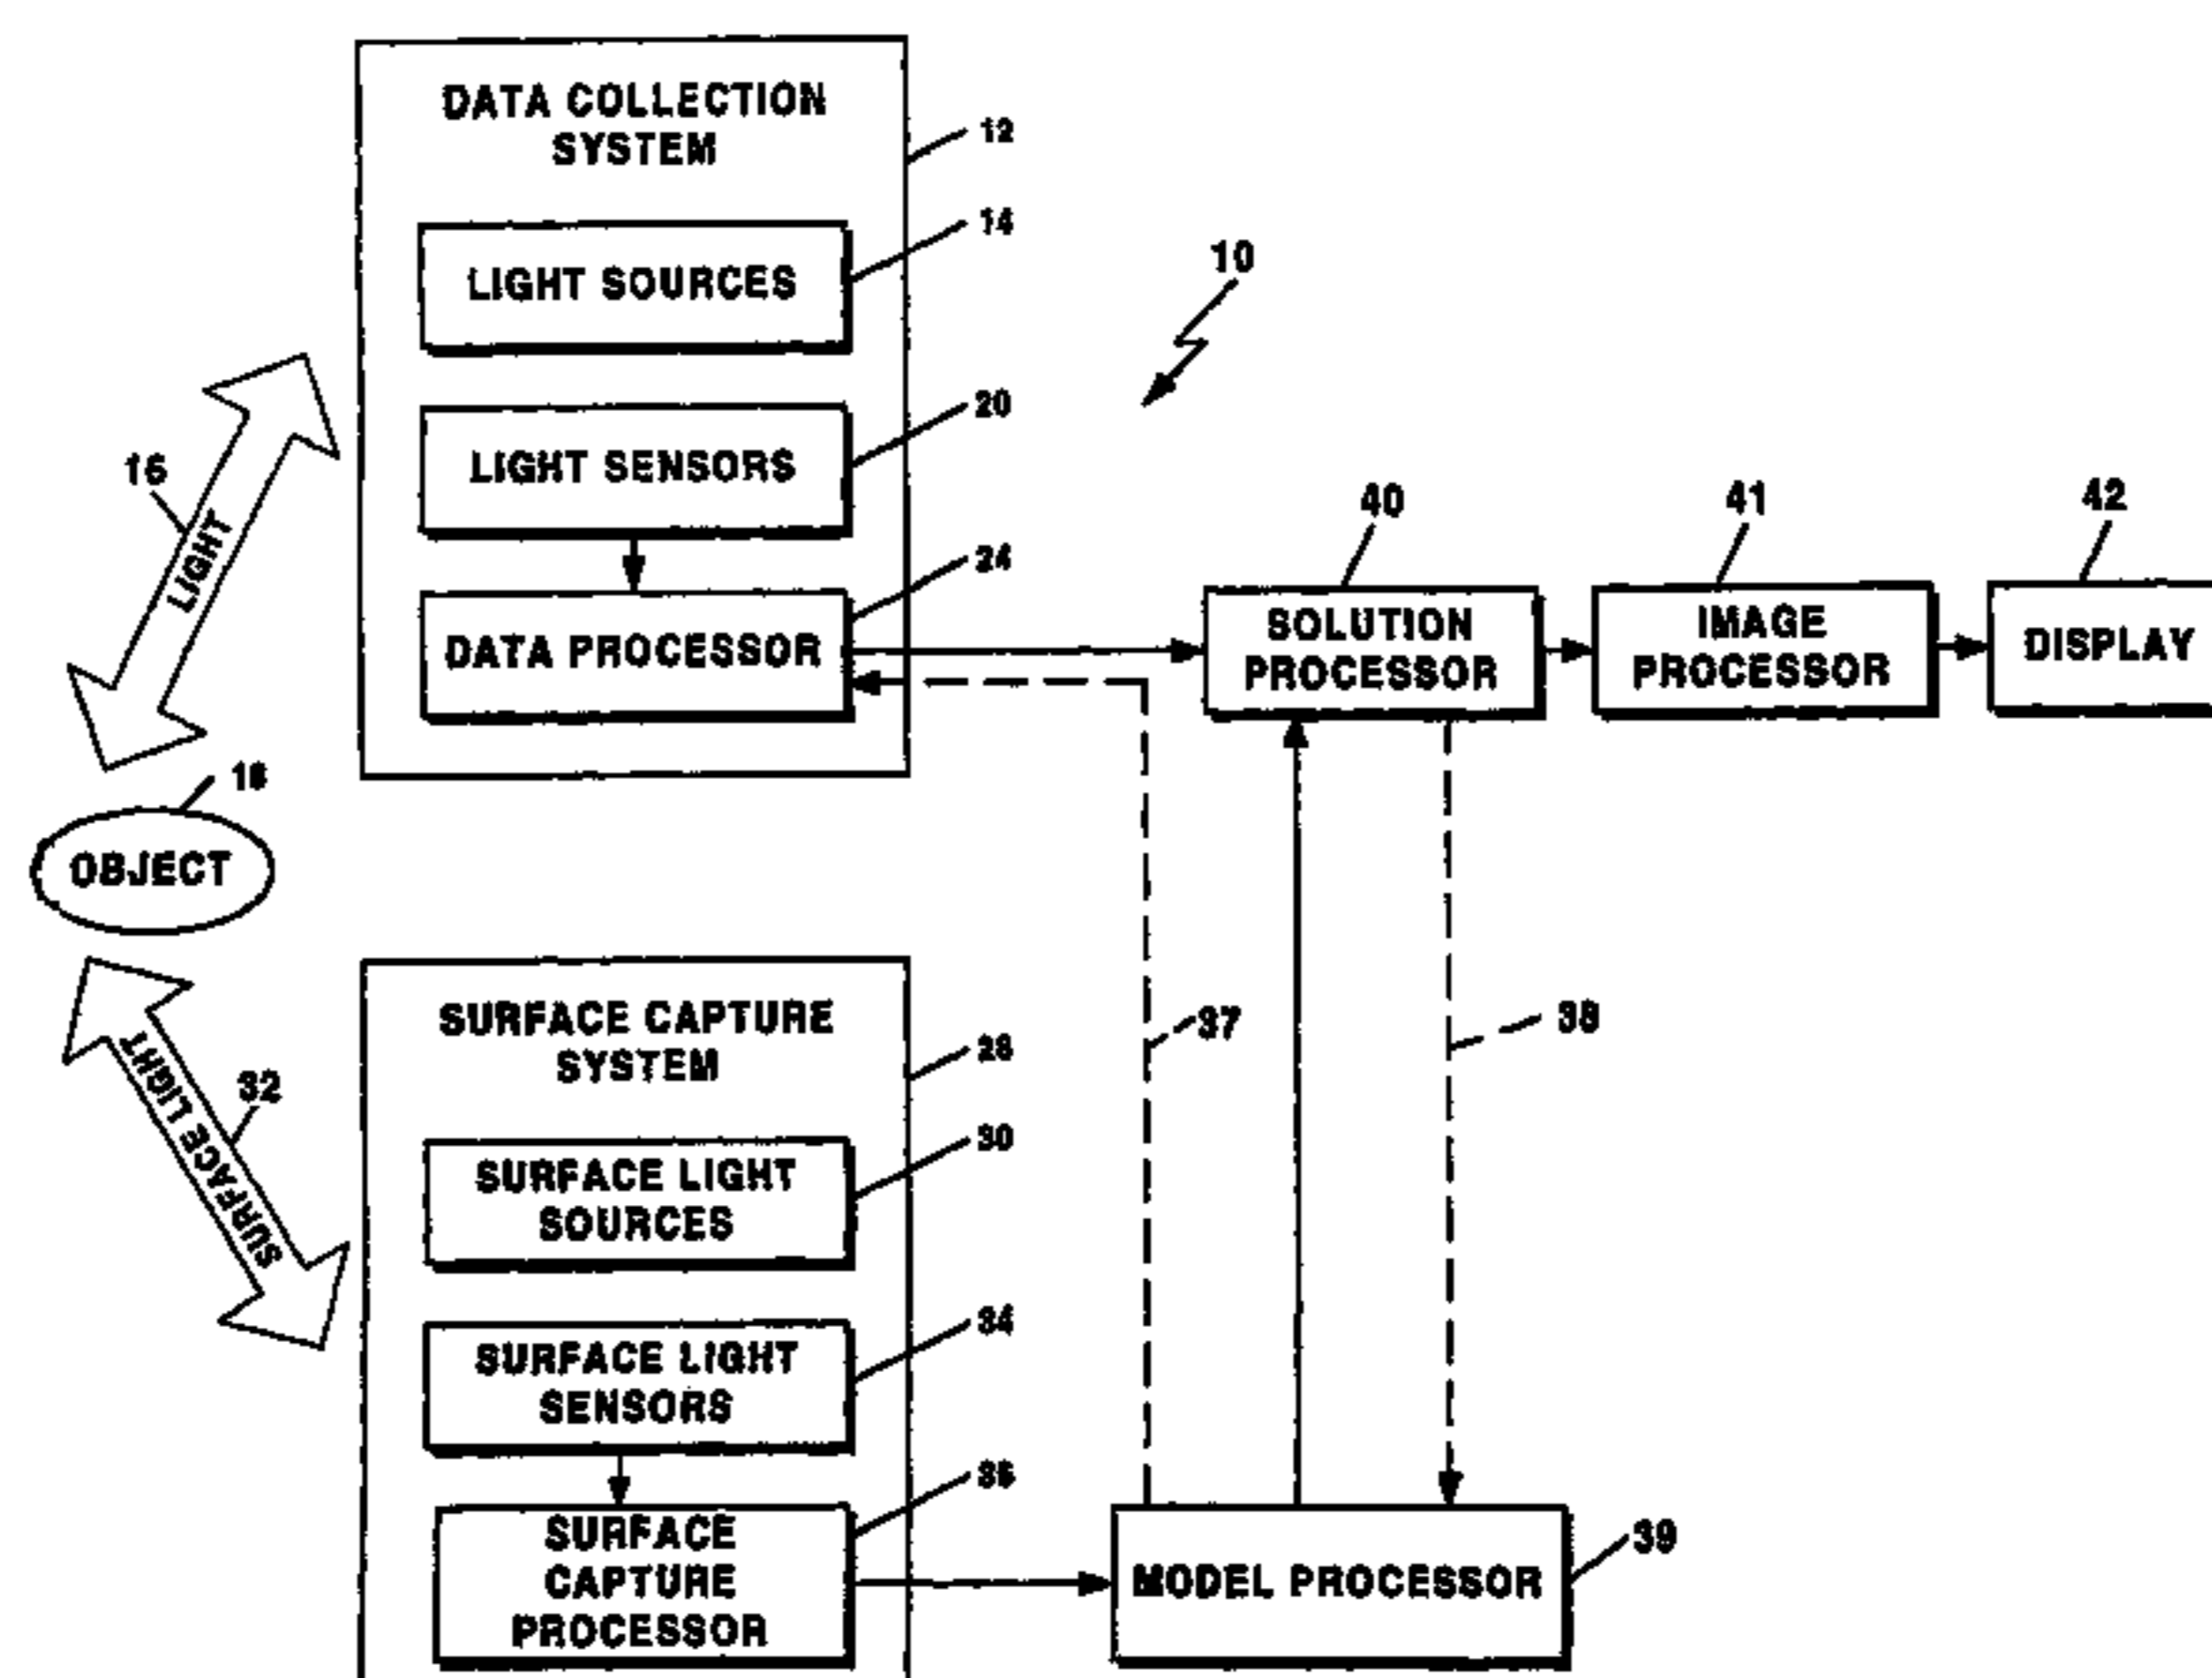 DATA COLLECTION
SYSTEM
12
LIGHT SOURCES
14
LIGHT SENSORS
20
DATA PROCESSOR
24
10
LIGHT
OBJECT
SURFACE LIGHT
32
SURFACE CAPTURE
SYSTEM
28
SURFACE LIGHT
SOURCES
30
SURFACE LIGHT
SENSORS
34
SURFACE
CAPTURE
PROCESSOR
40
SOLUTION
PROCESSOR
41
IMAGE
PROCESSOR
42
DISPLAY
37
38
MODEL PROCESSOR
39